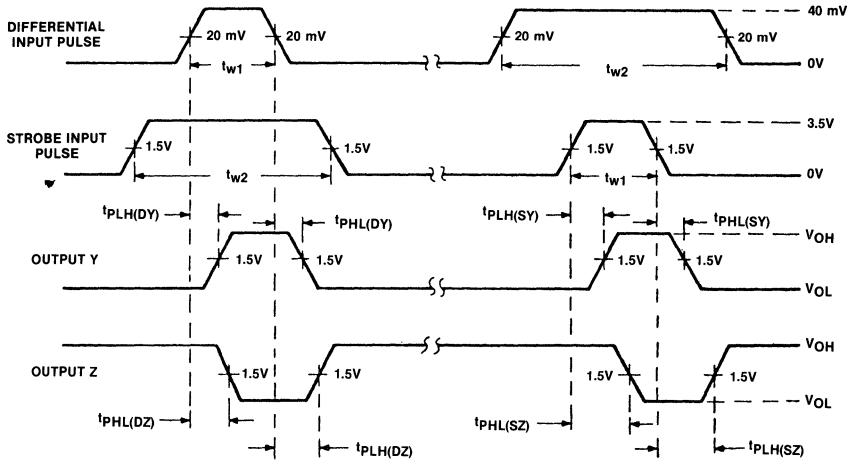 DIFFERENTIAL
INPUT PULSE
20 mV
20 mV
tw1
20 mV
20 mV
tw2
40 mV
0V
STROBE INPUT
PULSE
1.5V
1.5V
tw2
1.5V
1.5V
tw1
3.5V
0V
tPLH(DY)
tPHL(DY)
tPLH(SY)
tPHL(SY)
OUTPUT Y
1.5V
1.5V
1.5V
1.5V
VOH
VOL
OUTPUT Z
1.5V
1.5V
1.5V
1.5V
VOH
VOL
tPHL(DZ)
tPLH(DZ)
tPHL(SZ)
tPLH(SZ)